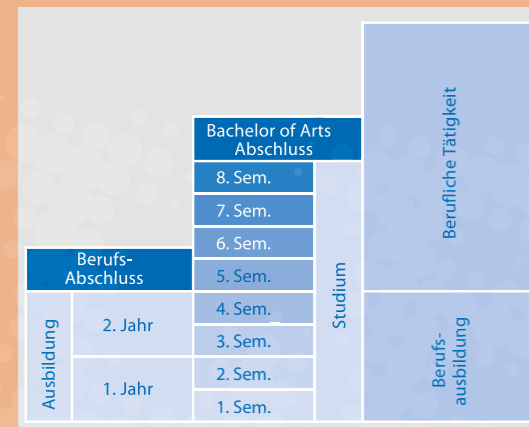 Bachelor of Arts
Abschluss
8. Sem.
7. Sem.
6. Sem.
Berufs-
Abschluss
5. Sem.
4. Sem.
3. Sem.
2. Sem.
1. Sem.
Ausbildung
2. Jahr
1. Jahr
Studium
Berufliche Tätigkeit
Berufs-
ausbildung